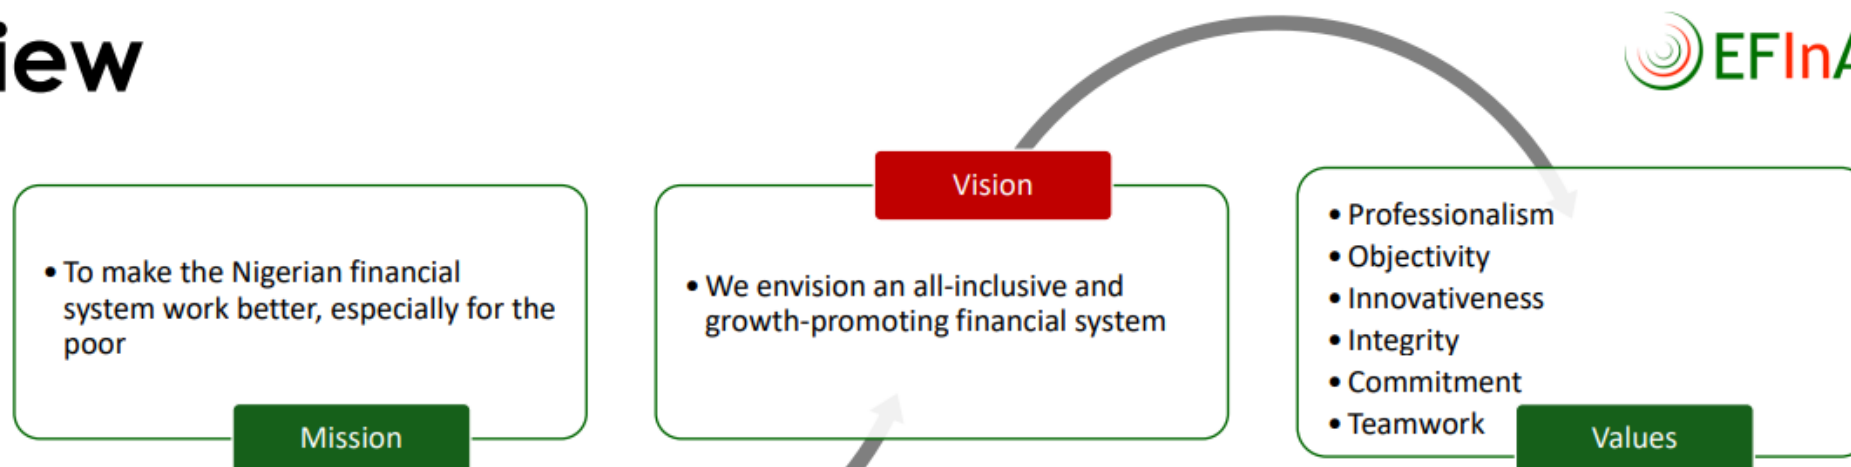 iew
EFInA
• To make the Nigerian financial
system work better, especially for the
poor
Mission
Vision
• We envision an all-inclusive and
growth-promoting financial system
• Professionalism
• Objectivity
• Innovativeness
• Integrity
• Commitment
• Teamwork
Values